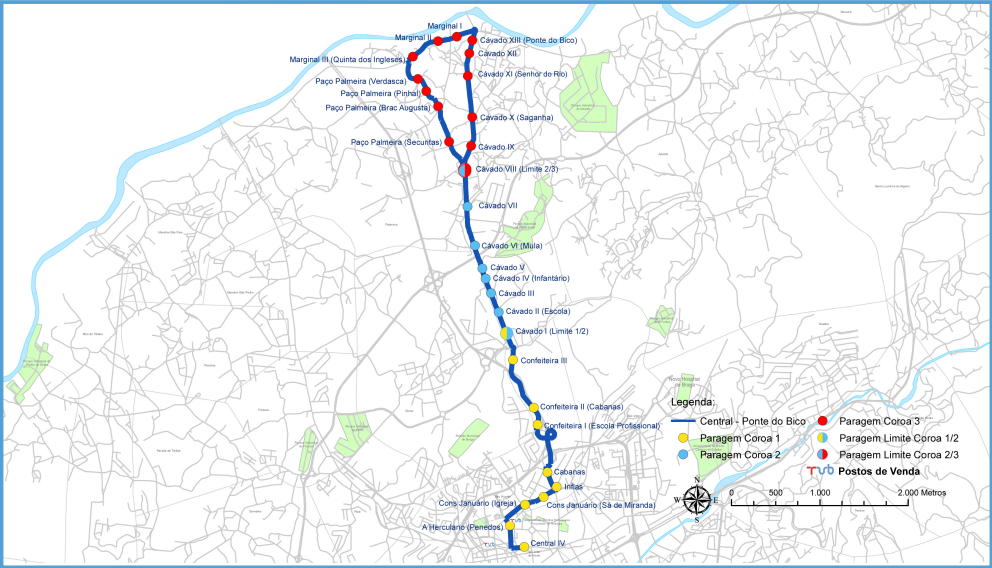 Marginal I
Marginal II
Cávado XIII (Ponte do Bico)
Cávado XII
Marginal III (Quinta dos Ingleses)
Cávado XI (Senhor do Rio)
Paço Palmeira (Verdasca)
Paço Palmeira (Pinhal)
Paço Palmeira (Brac Augusta)
Cávado X (Saganha)
Paço Palmeira (Securitas)
Cávado IX
Cávado VIII (Limite 2/3)
Cávado VII
Cávado VI (Mula)
Cávado V
Cávado IV (Infantário)
Cávado III
Cávado II (Escola)
Cávado I (Limite 1/2)
Confeiteira III
Novo Hospital
de Braga
Legenda:
Confeiteira II (Cabanas)
Central - Ponte do Bico
Paragem Coroa 3
Confeiteira I (Escola Profissional)
Paragem Coroa 1
Paragem Limite Coroa 1/2
Paragem Coroa 2
Paragem Limite Coroa 2/3
TUB Postos de Venda
Cabanas
Infias
N
W E
S
0 500 1.000 2.000 Metros
Cons Januário (Igreja)
Cons Januário (Sá de Miranda)
A Herculano (Penedos)
Central IV